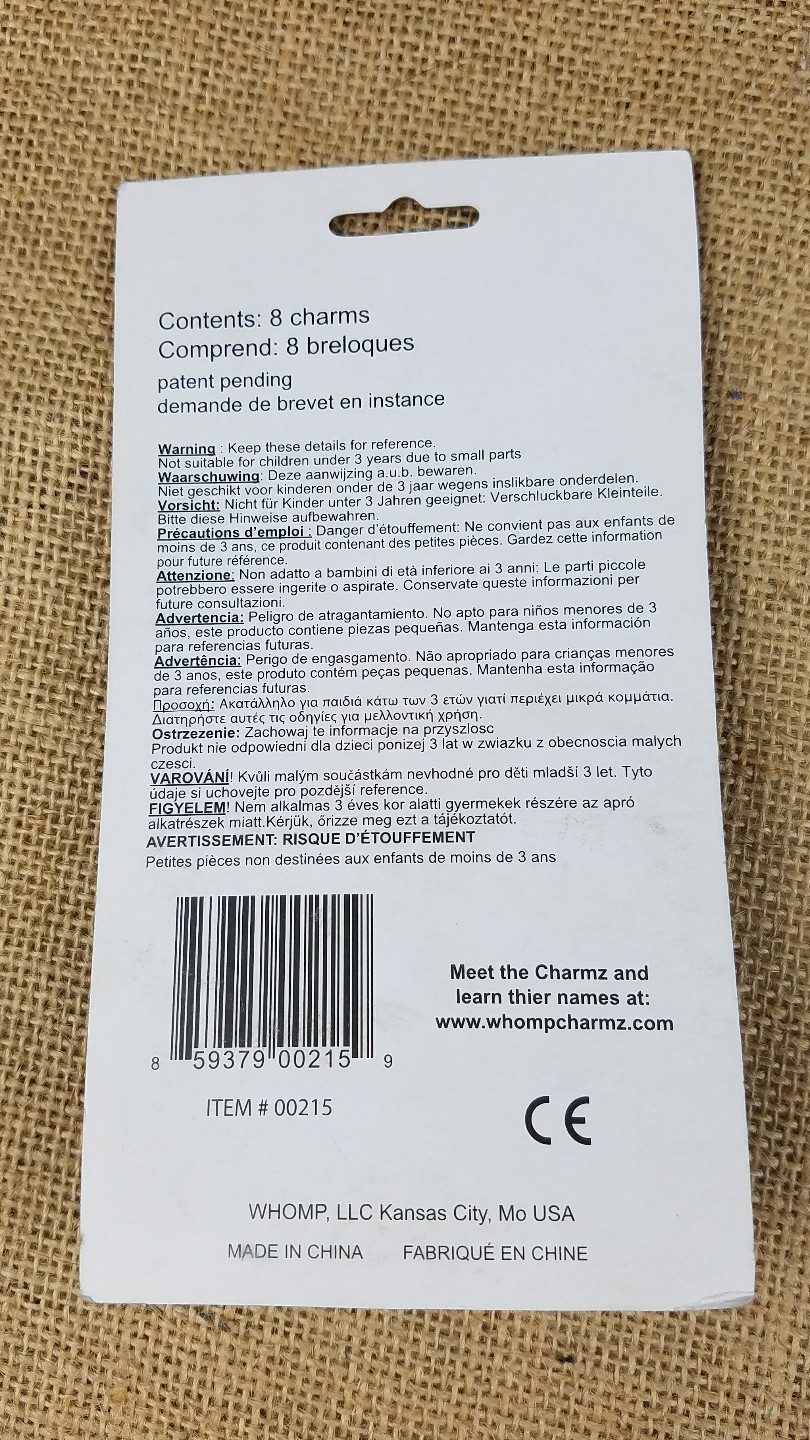 Contents: 8 charms
Comprend: 8 breloques
patent pending
demande de brevet en instance
Warning : Keep these details for reference.
Not suitable for children under 3 years due to small parts
Waarschuwing: Deze aanwijzing a.u.b. bewaren.
Niet geschikt voor kinderen onder de 3 jaar wegens inslikbare onderdelen.
Vorsicht: Nicht für Kinder unter 3 Jahren geeignet: Verschluckbare Kleinteile.
Bitte diese Hinweise aufbewahren.
Précautions d'emploi : Danger d'étouffement: Ne convient pas aux enfants de
moins de 3 ans, ce produit contenant des petites pièces. Gardez cette information
pour future référence.
Attenzione: Non adatto a bambini di età inferiore ai 3 anni: Le parti piccole
potrebbero essere ingerite o aspirate. Conservate queste informazioni per
future consultazioni.
Advertencia: Peligro de atragantamiento. No apto para niños menores de 3
años, este producto contiene piezas pequeñas. Mantenga esta información
para referencias futuras.
Advertência: Perigo de engasgamento. Não apropriado para crianças menores
de 3 anos, este produto contém peças pequenas. Mantenha esta informação
para referencias futuras.
Προσοχή: Ακατάλληλο για παιδιά κάτω των 3 ετών γιατί περιέχει μικρά κομμάτια.
Διατηρήστε αυτές τις οδηγίες για μελλοντική χρήση.
Ostrzezenie: Zachowaj te informacje na przyszlosc
Produkt nie odpowiedni dla dzieci ponizej 3 lat w zwiazku z obecnoscia malych
czesci.
VAROVÁNÍ! Kvůli malým součástkám nevhodné pro děti mladší 3 let. Tyto
údaje si uchovejte pro pozdější reference.
FIGYELEM! Nem alkalmas 3 éves kor alatti gyermekek részére az apró
alkatrészek miatt.Kérjük, őrizze meg ezt a tájékoztatót.
AVERTISSEMENT: RISQUE D'ÉTOUFFEMENT
Petites pièces non destinées aux enfants de moins de 3 ans
Meet the Charmz and
learn thier names at:
www.whompcharmz.com
8 59379 00215 9
ITEM # 00215
CE
WHOMP, LLC Kansas City, Mo USA
MADE IN CHINA FABRIQUÉ EN CHINE